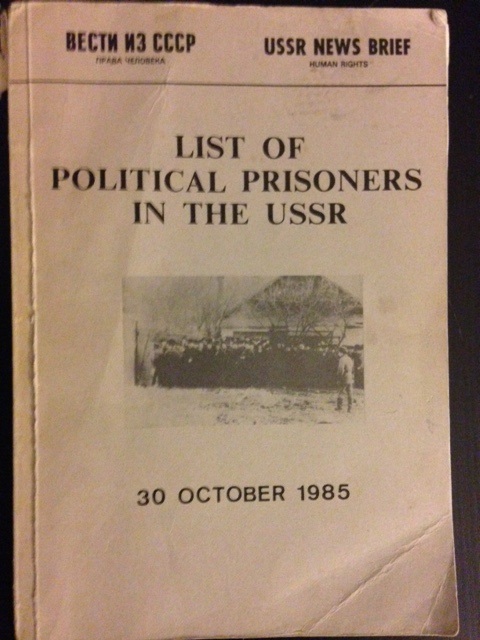 ВЕСТИ ИЗ СССР
ПРАВА ЧЕЛОВЕКА
USSR NEWS BRIEF
HUMAN RIGHTS
LIST OF
POLITICAL PRISONERS
IN THE USSR
30 OCTOBER 1985